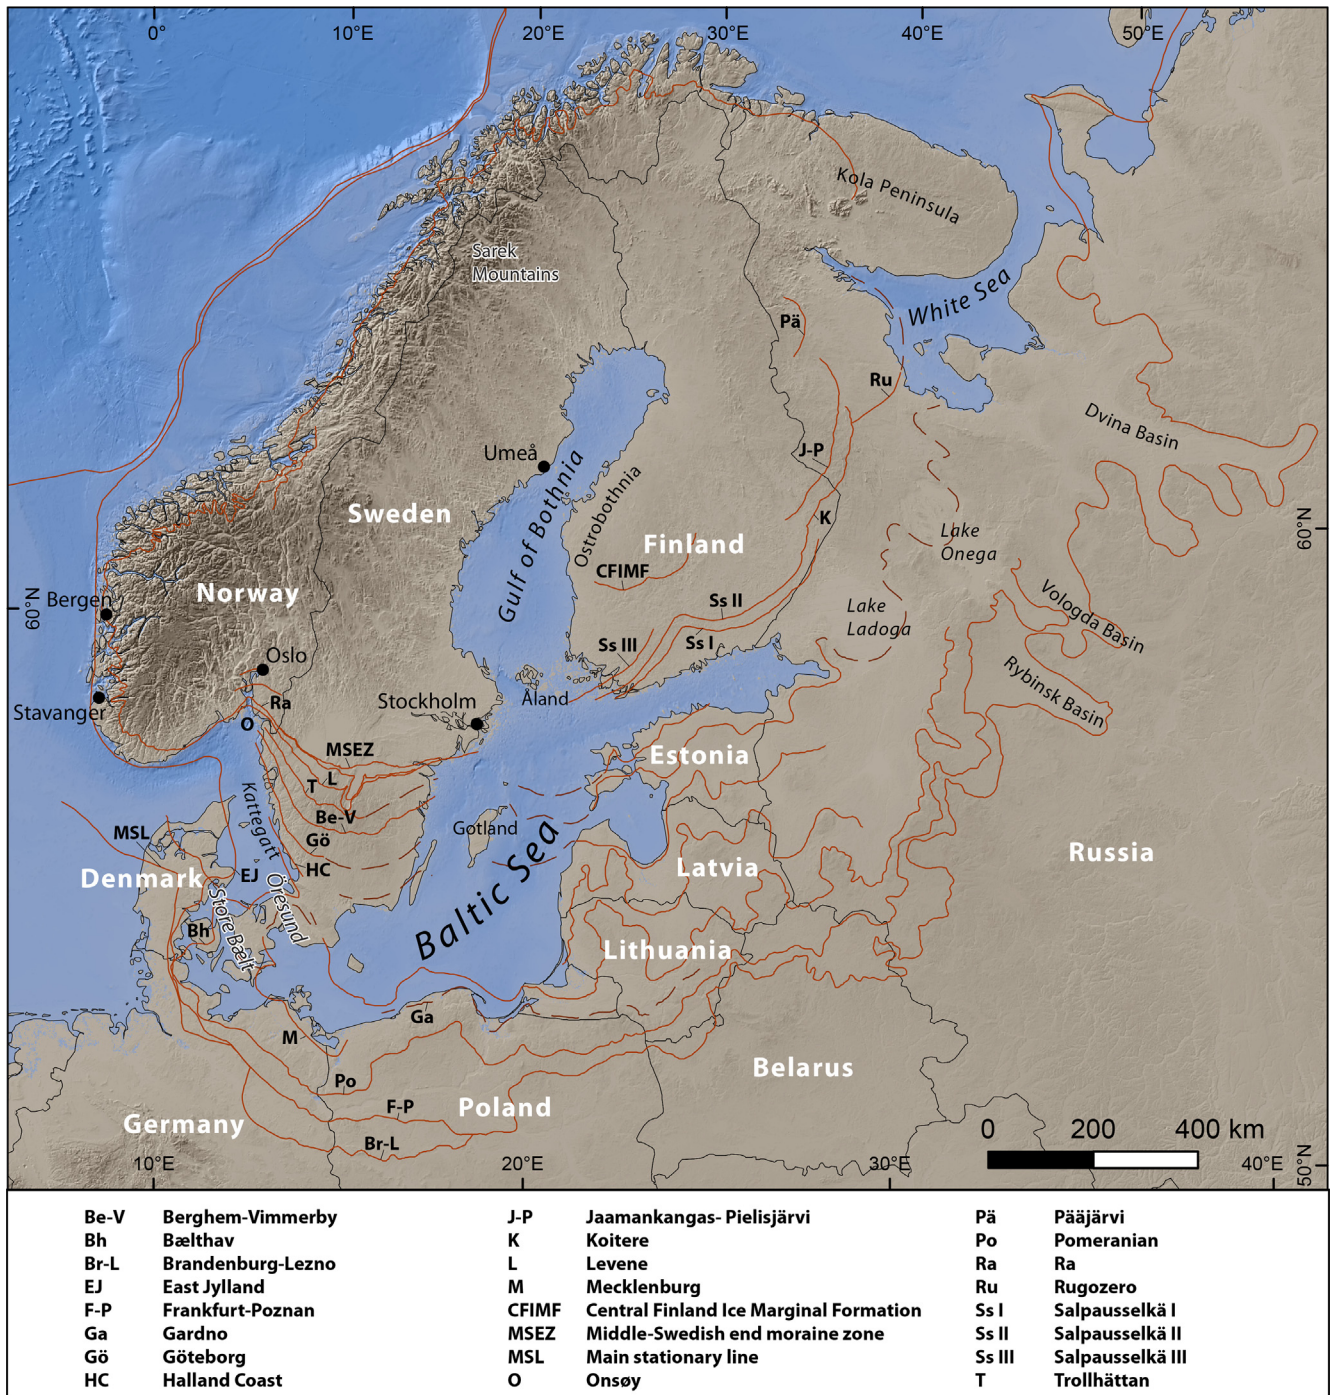 0°
10°E
20°E
30°E
40°E
50°E
Kola Peninsula
Sarek
Mountains
White Sea
Pä
Ru
Dvina Basin
Umeå
J-P
Gulf of Bothnia
Ostrobothnia
Sweden
K
60°N
Finland
Lake
Onega
CFIMF
Norway
Bergen
60°N
Ss II
Lake
Ladoga
Vologda Basin
Ss III
Ss I
Oslo
Rybinsk Basin
Stavanger
Ra
O
Stockholm
Åland
MSEZ
Estonia
T
L
Kattegatt
Be-V
Gotland
MSL
Gö
Denmark
EJ
HC
Latvia
Russia
Öresund
Store Bælt
Bh
Baltic Sea
Lithuania
Ga
M
Belarus
Po
F-P
Poland
Germany
Br-L
0
200
400 km
10°E
20°E
30°E
40°E
50°N
Be-V Berghem-Vimmerby
Bh Bælthav
Br-L Brandenburg-Lezno
EJ East Jylland
F-P Frankfurt-Poznan
Ga Gardno
Gö Göteborg
HC Halland Coast
J-P Jaamankangas- Pielisjärvi
K Koitere
L Levene
M Mecklenburg
CFIMF Central Finland Ice Marginal Formation
MSEZ Middle-Swedish end moraine zone
MSL Main stationary line
O Onsøy
Pä Pääjärvi
Po Pomeranian
Ra Ra
Ru Rugozero
Ss I Salpausselkä I
Ss II Salpausselkä II
Ss III Salpausselkä III
T Trollhättan